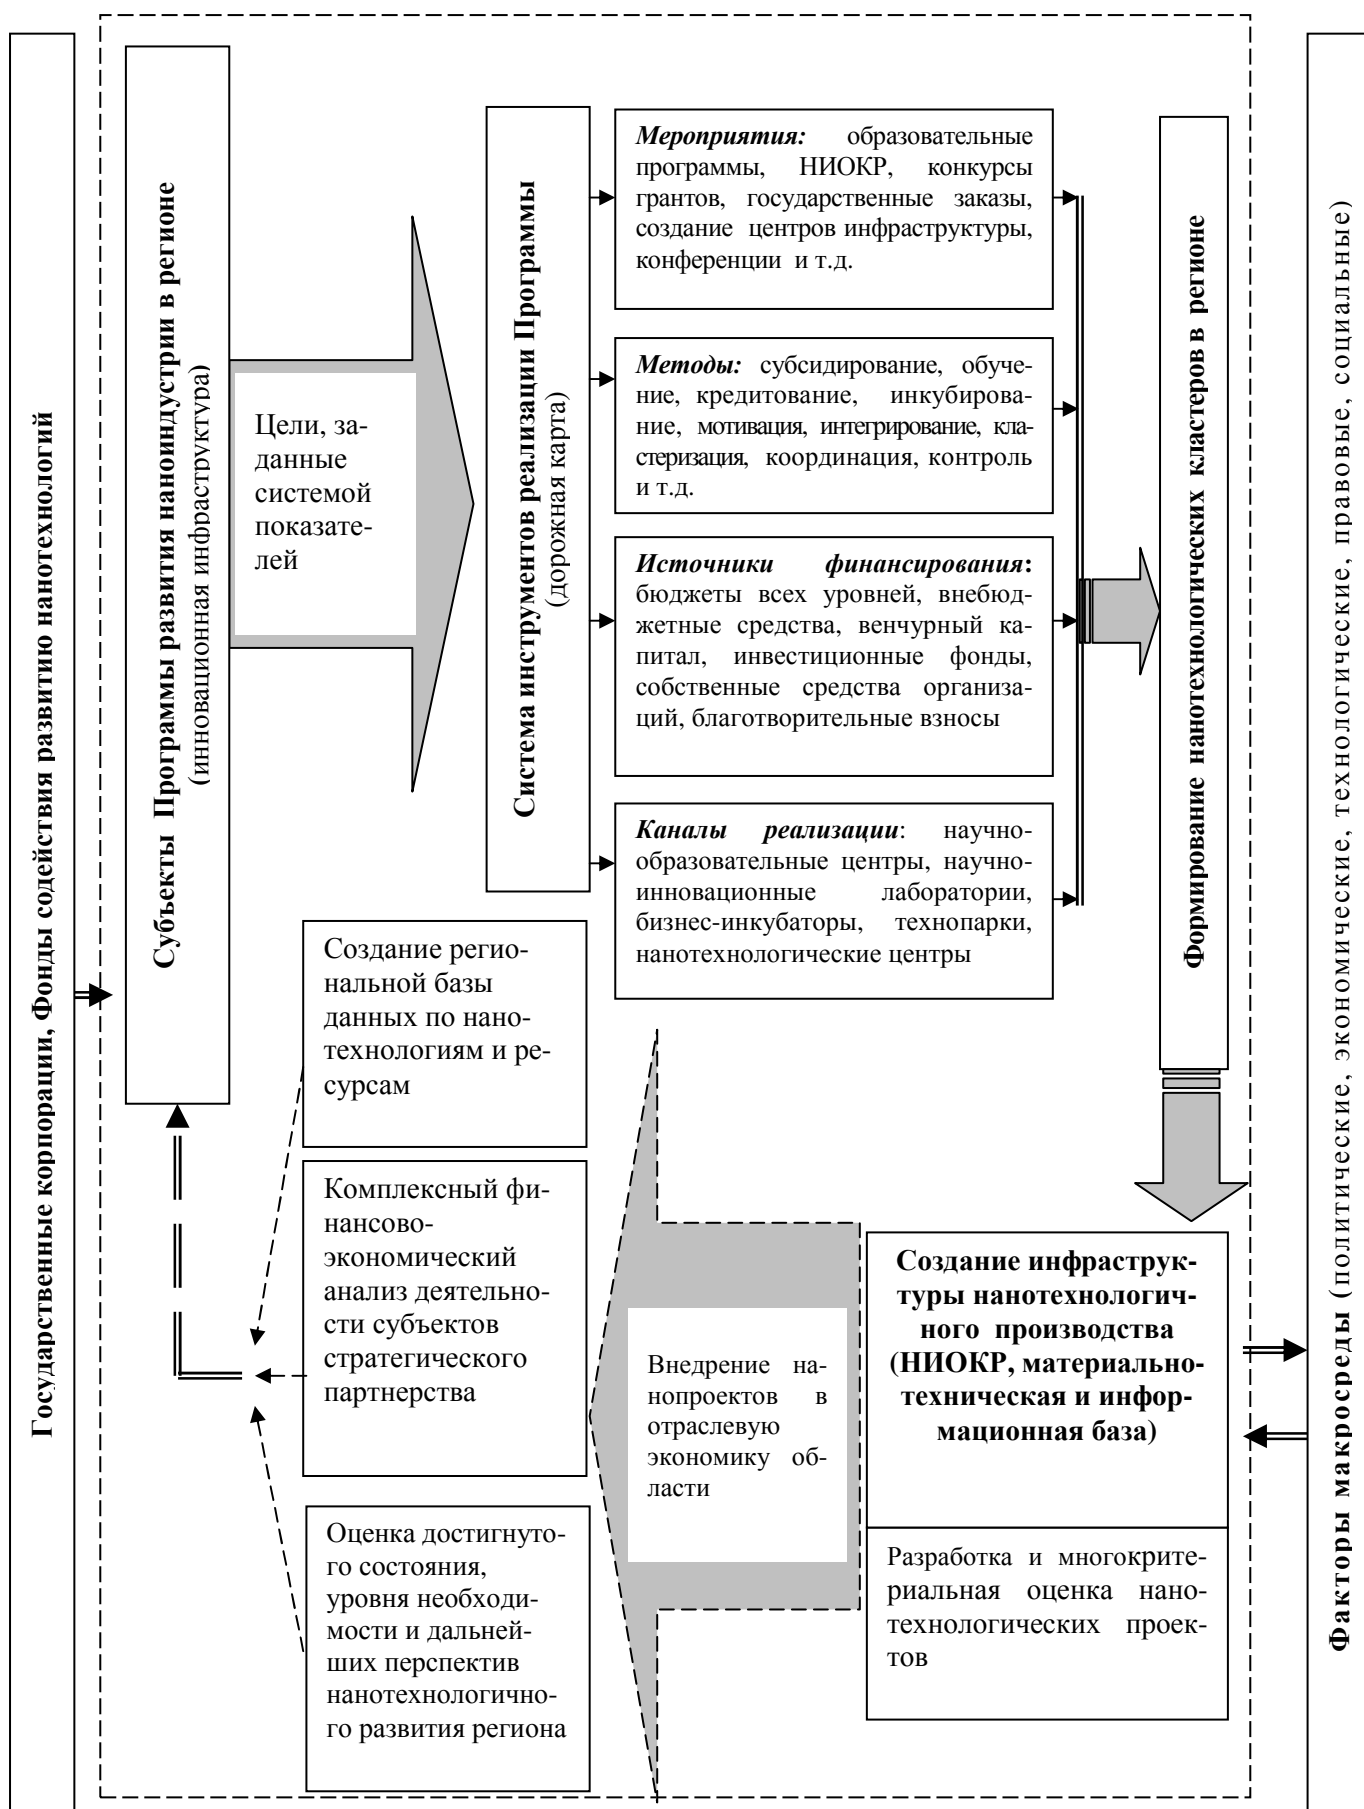 Государственные корпорации, Фонды содействия развитию нанотехнологий
Субъекты Программы развития наноиндустрии в регионе
(инновационная инфраструктура)
Цели, за-
данные
системой
показате-
лей
Система инструментов реализации Программы
(дорожная карта)
Мероприятия: образовательные
программы, НИОКР, конкурсы
грантов, государственные заказы,
создание центров инфраструктуры,
конференции и т.д.
Методы: субсидирование, обуче-
ние, кредитование, инкубирова-
ние, мотивация, интегрирование, кла-
стеризация, координация, контроль
и т.д.
Источники финансирования:
бюджеты всех уровней, внебюд-
жетные средства, венчурный ка-
питал, инвестиционные фонды,
собственные средства организа-
ций, благотворительные взносы
Каналы реализации: научно-
образовательные центры, научно-
инновационные лаборатории,
бизнес-инкубаторы, технопарки,
нанотехнологические центры
Формирование нанотехнологических кластеров в регионе
Факторы макросреды (политические, экономические, технологические, правовые, социальные)
Создание регио-
нальной базы
данных по нано-
технологиям и ре-
сурсам
Комплексный фи-
нансово-
экономический
анализ деятельно-
сти субъектов
стратегического
партнерства
Оценка достигнуто-
го состояния,
уровня необходи-
мости и дальней-
ших перспектив
нанотехнологично-
го развития региона
Внедрение на-
нопроектов в
отраслевую
экономику об-
ласти
Создание инфраструк-
туры нанотехнологич-
ного производства
(НИОКР, материально-
техническая и инфор-
мационная база)
Разработка и многокрите-
риальная оценка нано-
технологических проек-
тов